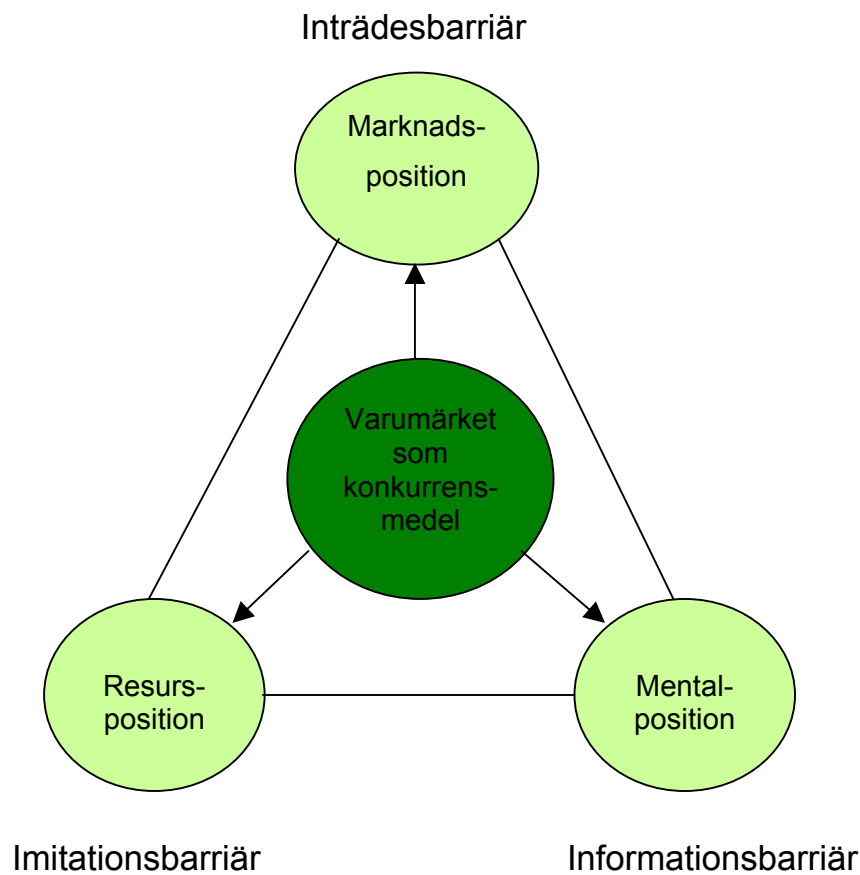 Inträdesbarriär
Marknads-
position
Varumärket
som
konkurrens-
medel
Resurs-
position
Mental-
position
Imitationsbarriär
Informationsbarriär